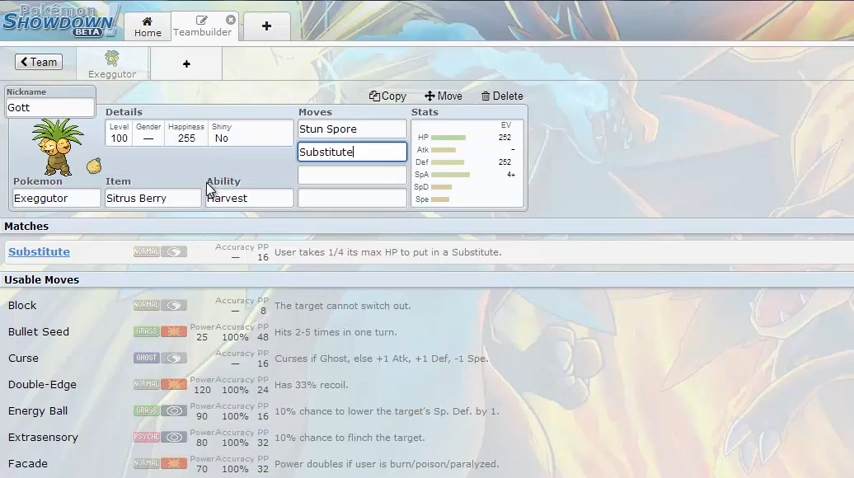 Pokémon
SHOWDOWN!
BETA
Home
Teambuilder
+
< Team
Exeggutor
+
Nickname
Gott
Copy
Move
Delete
Details
Level
Gender
Happiness
Shiny
100
—
255
No
Pokemon
Exeggutor
Item
Sitrus Berry
Ability
Harvest
Moves
Stun Spore
Substitute
Stats
EV
HP 252
Atk –
Def 252
SpA 4+
SpD
Spe
Matches
Substitute NORMAL Accuracy — PP 16 User takes 1/4 its max HP to put in a Substitute.
Usable Moves
Block NORMAL Accuracy — PP 8 The target cannot switch out.
Bullet Seed GRASS Power 25 Accuracy 100% PP 48 Hits 2-5 times in one turn.
Curse GHOST Accuracy — PP 16 Curses if Ghost, else +1 Atk, +1 Def, -1 Spe.
Double-Edge NORMAL Power 120 Accuracy 100% PP 24 Has 33% recoil.
Energy Ball GRASS Power 90 Accuracy 100% PP 16 10% chance to lower the target's Sp. Def. by 1.
Extrasensory PSYCHC Power 80 Accuracy 100% PP 32 10% chance to flinch the target.
Facade NORMAL Power 70 Accuracy 100% PP 32 Power doubles if user is burn/poison/paralyzed.